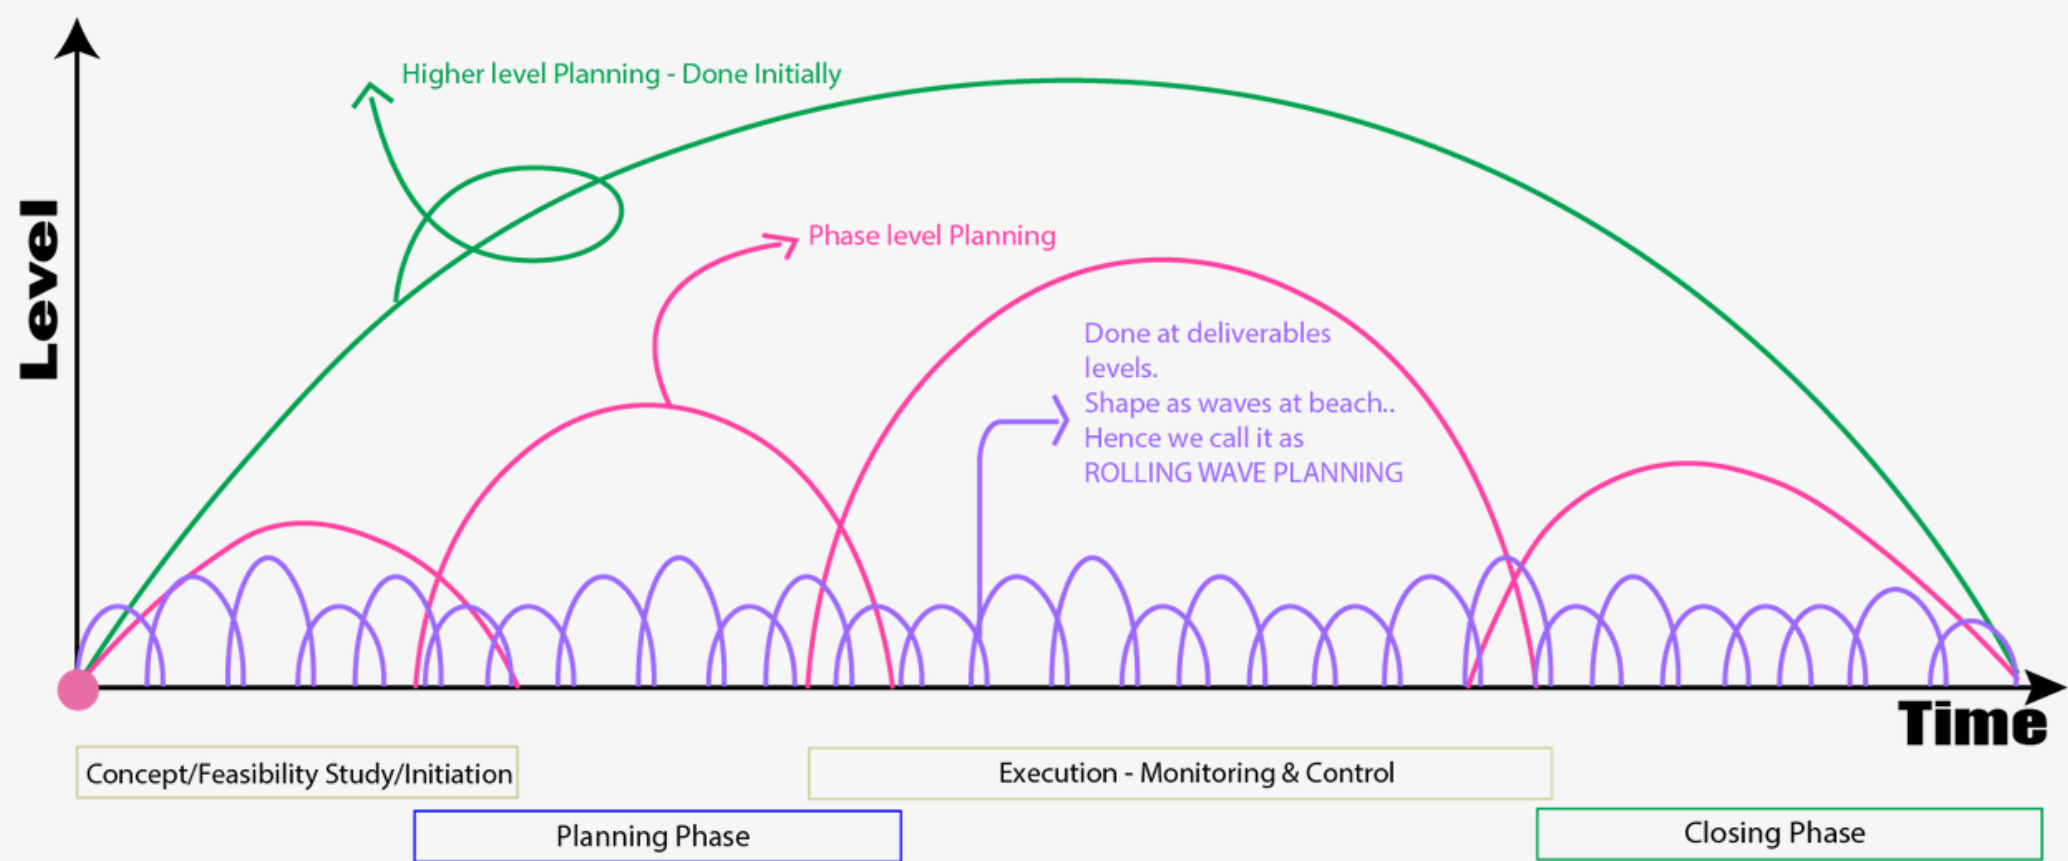 Higher level Planning - Done Initially
Level
Phase level Planning
Done at deliverables
levels.
Shape as waves at beach..
Hence we call it as
ROLLING WAVE PLANNING
Time
Concept/Feasibility Study/Initiation
Execution - Monitoring & Control
Planning Phase
Closing Phase